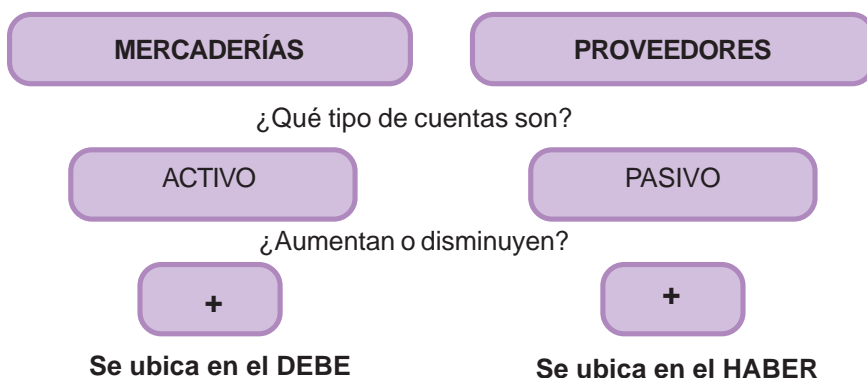 MERCADERÍAS
PROVEEDORES
¿Qué tipo de cuentas son?
ACTIVO
PASIVO
¿Aumentan o disminuyen?
+
+
Se ubica en el DEBE
Se ubica en el HABER